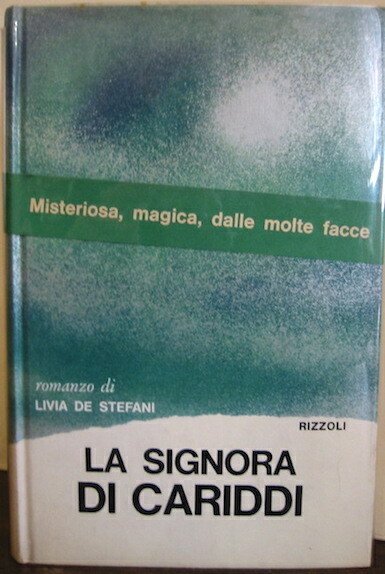 Misteriosa, magica, dalle molte facce
romanzo di
LIVIA DE STEFANI
RIZZOLI
LA SIGNORA
DI CARIDDI